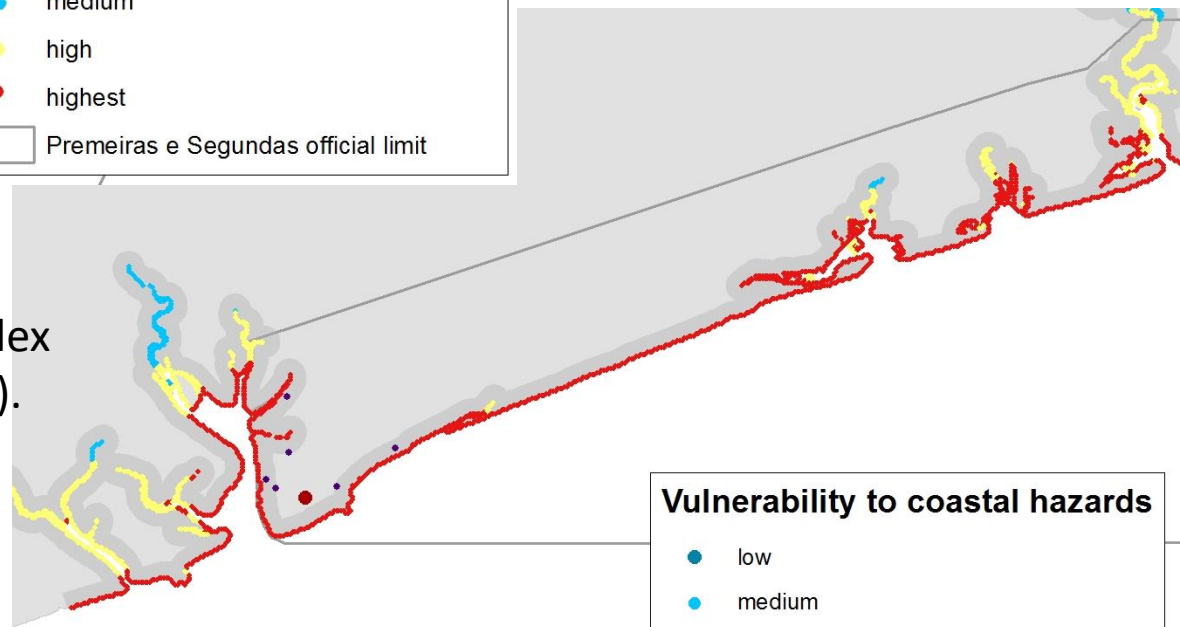 medium
high
highest
Premeiras e Segundas official limit
lex
).
Vulnerability to coastal hazards
low
medium